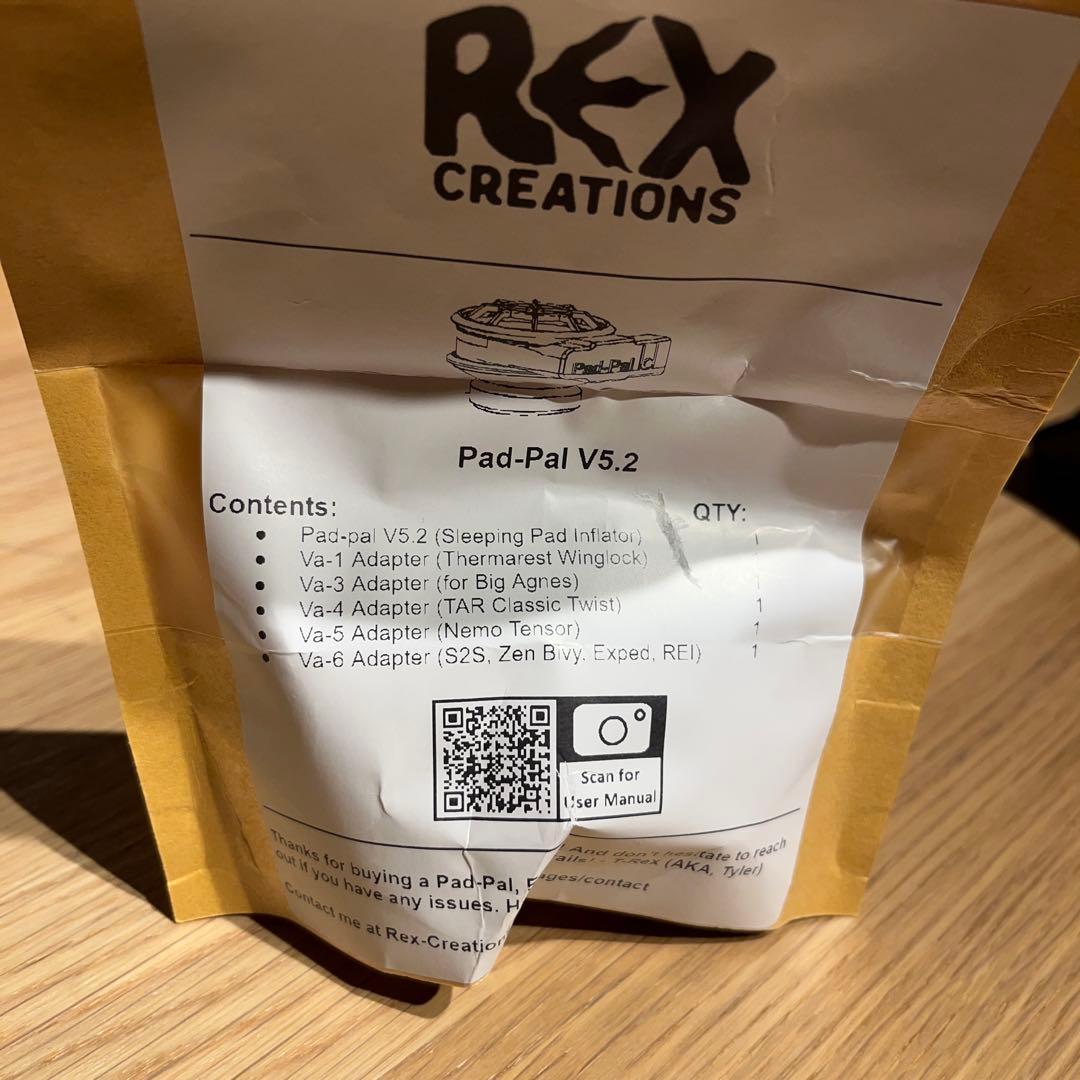 REX
CREATIONS
Pad-Pal
Pad-Pal V5.2
Contents: QTY:
• Pad-pal V5.2 (Sleeping Pad Inflator) 1
• Va-1 Adapter (Thermarest Winglock)
• Va-3 Adapter (for Big Agnes) 1
• Va-4 Adapter (TAR Classic Twist) 1
• Va-5 Adapter (Nemo Tensor) 1
• Va-6 Adapter (S2S, Zen Bivy, Exped, REI) 1
Scan for
User Manual
Thanks for buying a Pad-Pal, And don't hesitate to reach
out if you have any issues. T-Rex (AKA, Tyler)
Contact me at Rex-Creation /contact